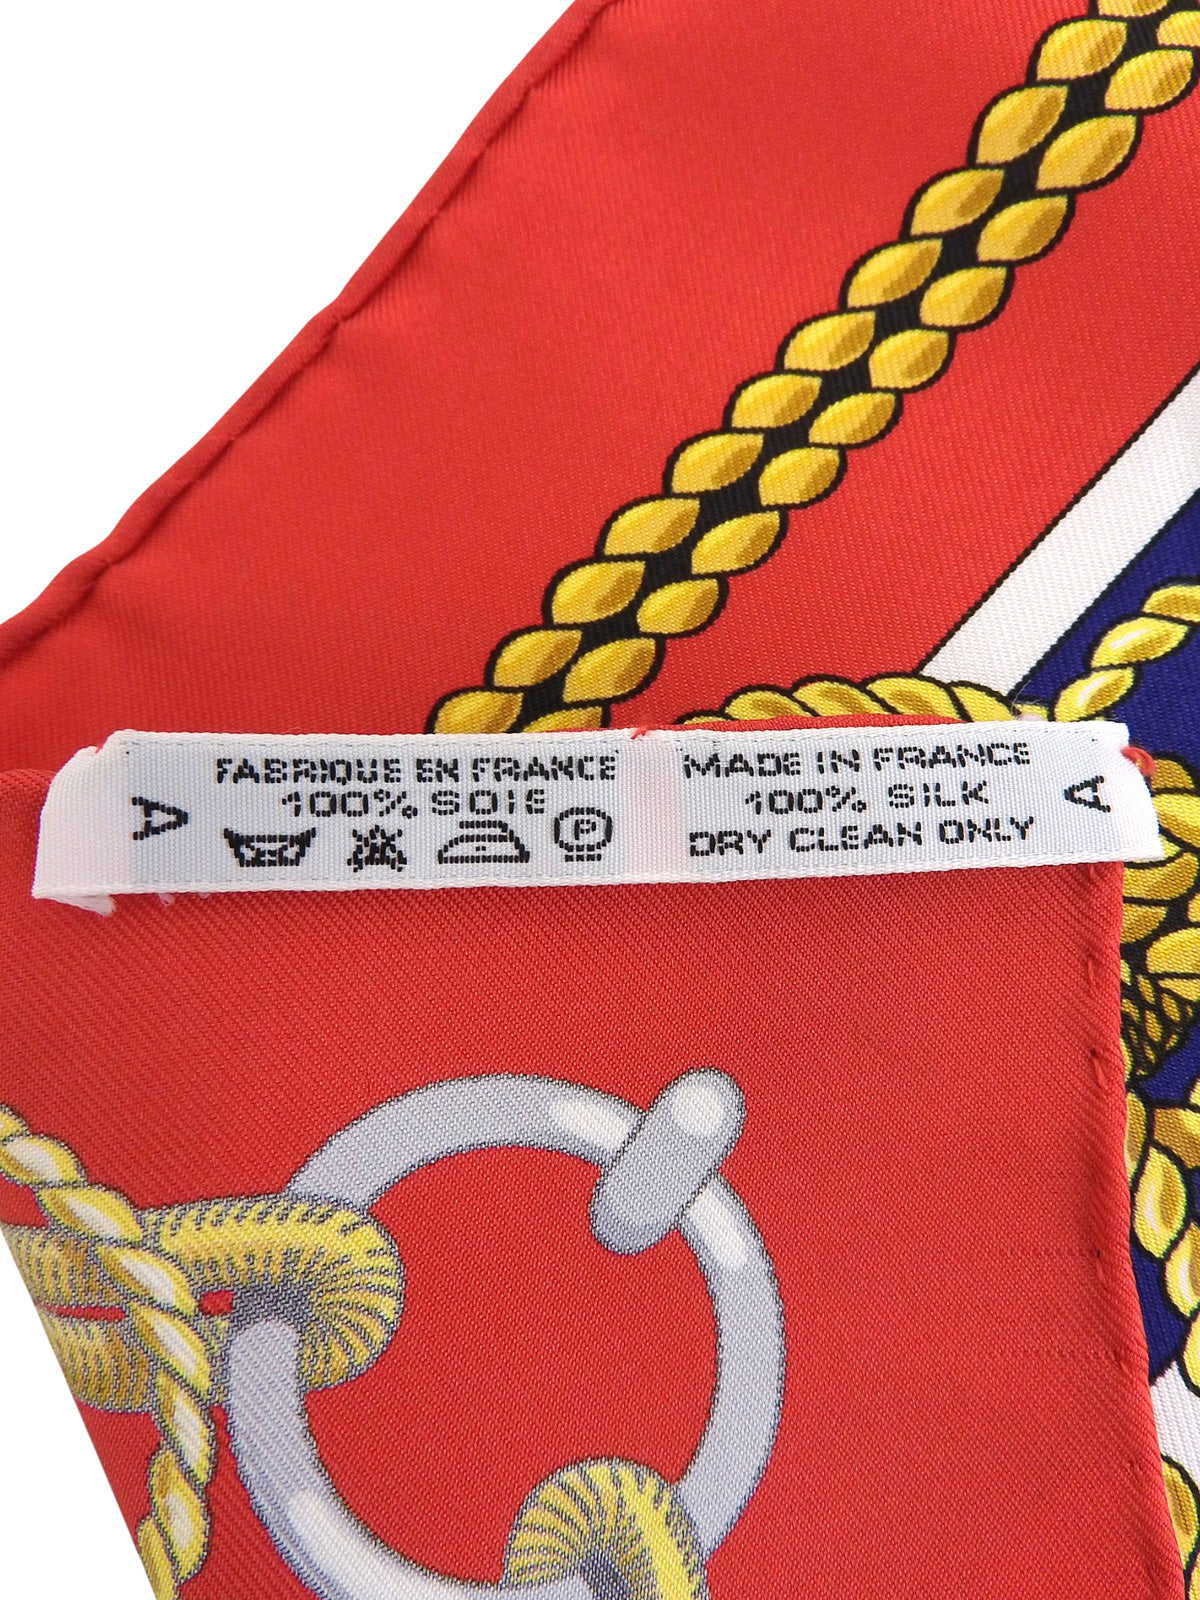 FABRIQUE EN FRANCE
100% SOIE
A
P
MADE IN FRANCE
100% SILK
DRY CLEAN ONLY
A